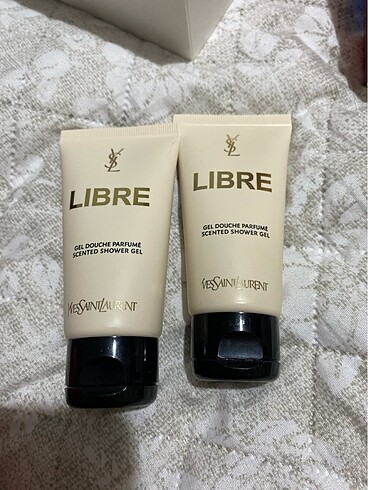 YSL
LIBRE
GEL DOUCHE PARFUMÉ
SCENTED SHOWER GEL
YVESSAINTLAURENT
YSL
LIBRE
GEL DOUCHE PARFUMÉ
SCENTED SHOWER GEL
YVESSAINTLAURENT